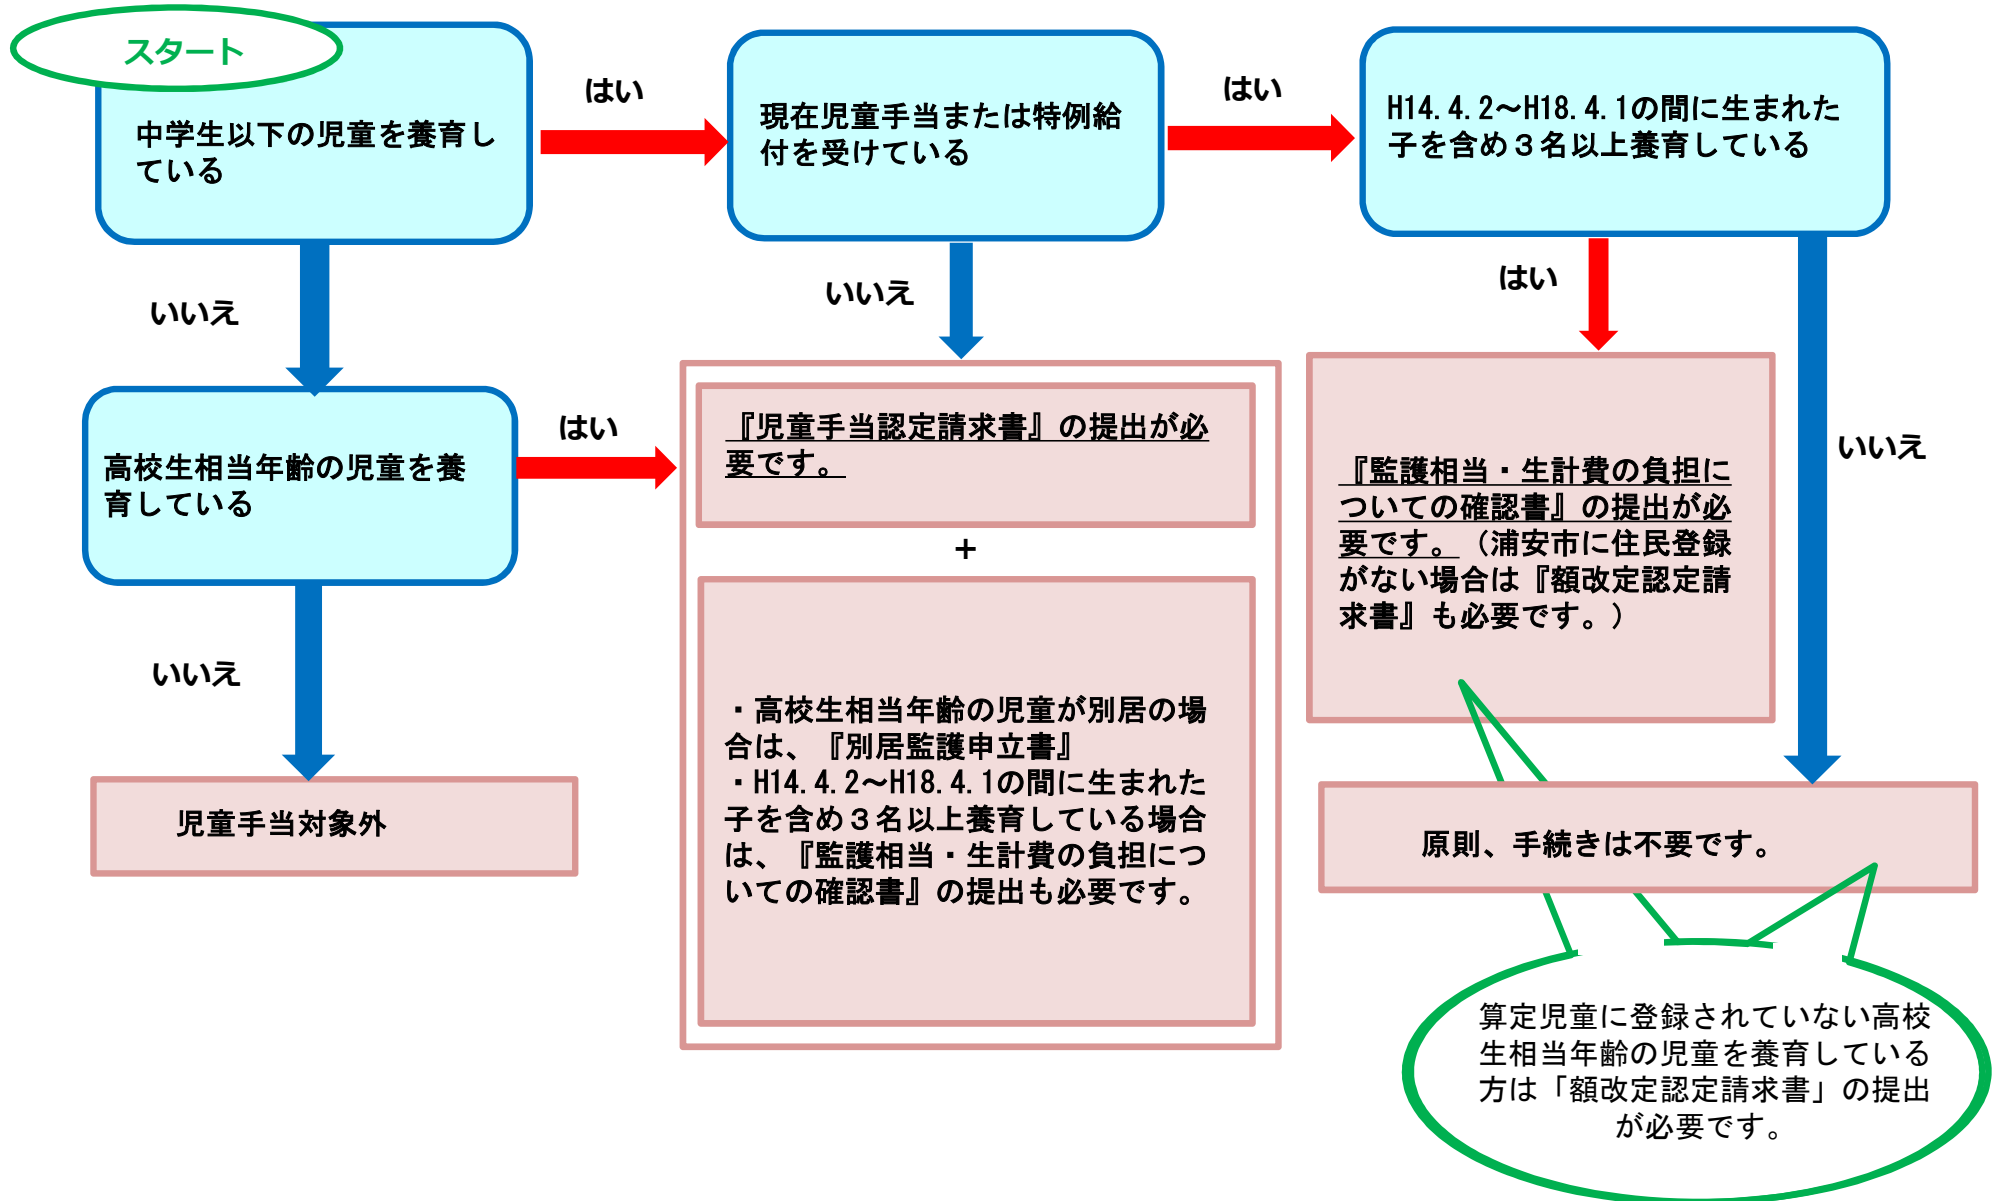 スタート
中学生以下の児童を養育し
ている
はい
現在児童手当または特例給
付を受けている
はい
H14.4.2～H18.4.1の間に生まれた
子を含め３名以上養育している
いいえ
いいえ
はい
いいえ
高校生相当年齢の児童を養
育している
はい
『児童手当認定請求書』の提出が必
要です。
＋
・高校生相当年齢の児童が別居の場
合は、『別居監護申立書』
・H14.4.2～H18.4.1の間に生まれた
子を含め３名以上養育している場合
は、『監護相当・生計費の負担につ
いての確認書』の提出も必要です。
『監護相当・生計費の負担に
ついての確認書』の提出が必
要です。（浦安市に住民登録
がない場合は『額改定認定請
求書』も必要です。）
いいえ
児童手当対象外
原則、手続きは不要です。
算定児童に登録されていない高校
生相当年齢の児童を養育している
方は「額改定認定請求書」の提出
が必要です。